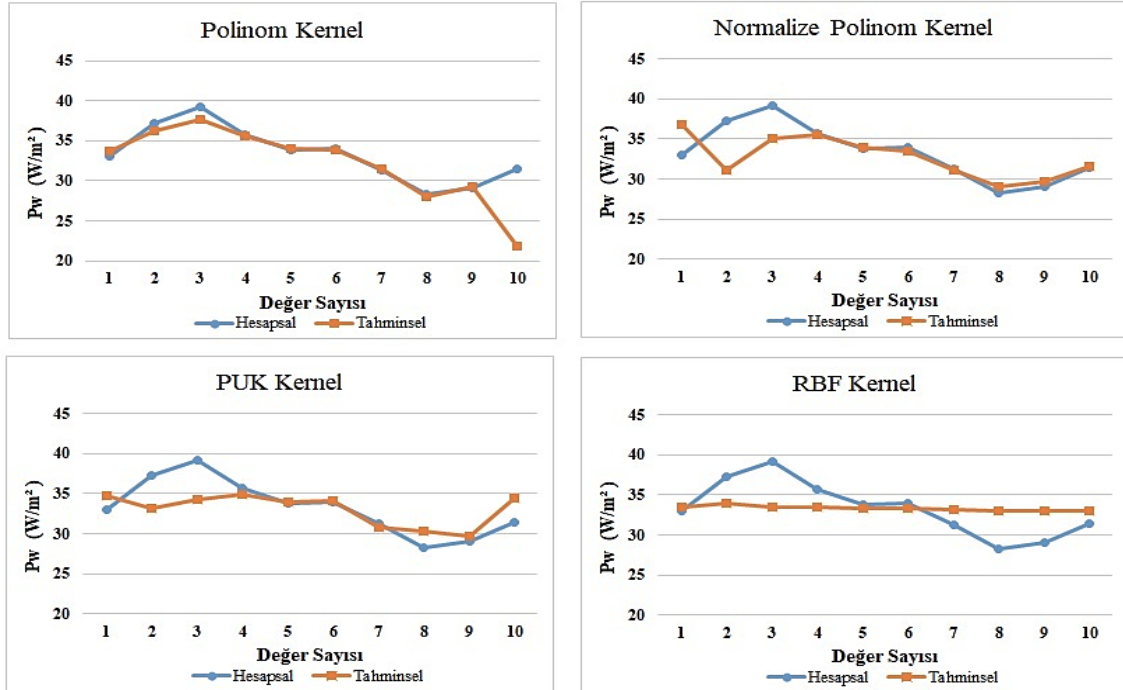 Polinom Kernel
45
40
35
30
25
20
Pw (W/m²)
1 2 3 4 5 6 7 8 9 10
Değer Sayısı
Hesapsal Tahminsel
Normalize Polinom Kernel
45
40
35
30
25
20
Pw (W/m²)
1 2 3 4 5 6 7 8 9 10
Değer Sayısı
Hesapsal Tahminsel
PUK Kernel
45
40
35
30
25
20
Pw (W/m²)
1 2 3 4 5 6 7 8 9 10
Değer Sayısı
Hesapsal Tahminsel
RBF Kernel
45
40
35
30
25
20
Pw (W/m²)
1 2 3 4 5 6 7 8 9 10
Değer Sayısı
Hesapsal Tahminsel